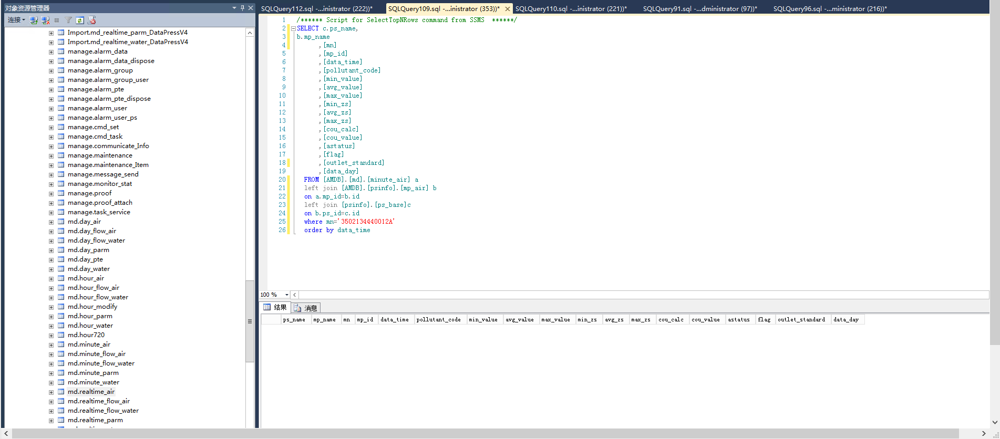 对象资源管理器
连接
Import.md_realtime_parm_DataPressV4
Import.md_realtime_water_DataPressV4
manage.alarm_data
manage.alarm_data_dispose
manage.alarm_group
manage.alarm_group_user
manage.alarm_pte
manage.alarm_pte_dispose
manage.alarm_user
manage.alarm_user_ps
manage.cmd_set
manage.cmd_task
manage.communicate_Info
manage.maintenance
manage.maintenance_Item
manage.message_send
manage.monitor_stat
manage.proof
manage.proof_attach
manage.task_service
md.day_air
md.day_flow_air
md.day_flow_water
md.day_parm
md.day_pte
md.day_water
md.hour_air
md.hour_flow_air
md.hour_flow_water
md.hour_modify
md.hour_parm
md.hour_water
md.hour720
md.minute_air
md.minute_flow_air
md.minute_flow_water
md.minute_parm
md.minute_water
md.realtime_air
md.realtime_flow_air
md.realtime_flow_water
md.realtime_parm
SQLQuery112.sql -...inistrator (222))* SQLQuery109.sql -...inistrator (353))* SQLQuery110.sql -...inistrator (221))* SQLQuery91.sql -...dministrator (97))* SQLQuery96.sql -...ministrator (216))*
1 /****** Script for SelectTopNRows command from SSMS ******/
2 SELECT c.ps_name,
3 b.mp_name
4 ,[mn]
5 ,[mp_id]
6 ,[data_time]
7 ,[pollutant_code]
8 ,[min_value]
9 ,[avg_value]
10 ,[max_value]
11 ,[min_zs]
12 ,[avg_zs]
13 ,[max_zs]
14 ,[cou_calc]
15 ,[cou_value]
16 ,[astatus]
17 ,[flag]
18 ,[outlet_standard]
19 ,[data_day]
20 FROM [AMDB].[md].[minute_air] a
21 left join [AMDB].[psinfo].[mp_air] b
22 on a.mp_id=b.id
23 left join [psinfo].[ps_base]c
24 on b.ps_id=c.id
25 where mn='3502134440012A'
26 order by data_time
100 %
结果 消息
ps_name mp_name mn mp_id data_time pollutant_code min_value avg_value max_value min_zs avg_zs max_zs cou_calc cou_value astatus flag outlet_standard data_day